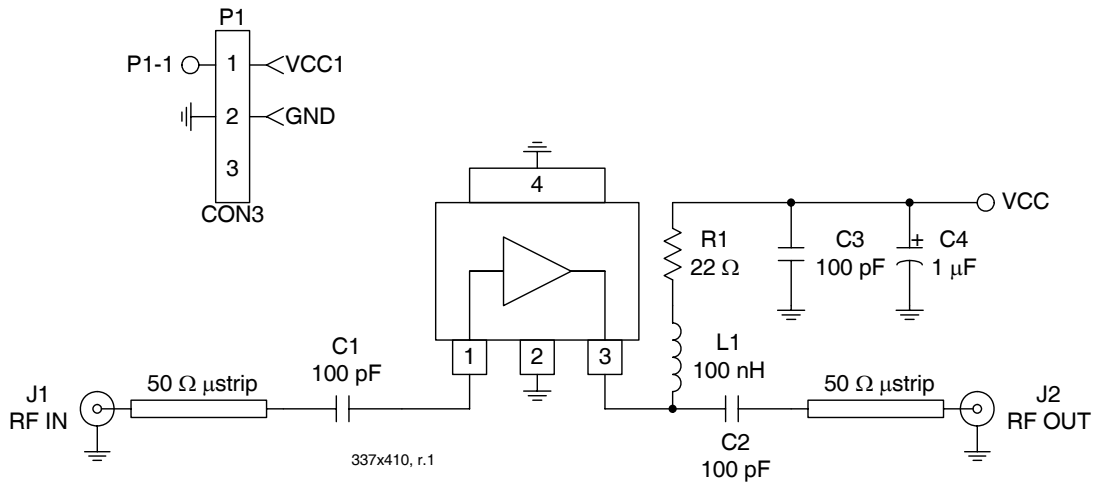 P1
P1-1
1
VCC1
2
GND
3
CON3
4
VCC
R1
22 Ω
C3
100 pF
+
C4
1 µF
1
2
3
L1
100 nH
C1
100 pF
J1
RF IN
50 Ω µstrip
50 Ω µstrip
J2
RF OUT
C2
100 pF
337x410, r.1